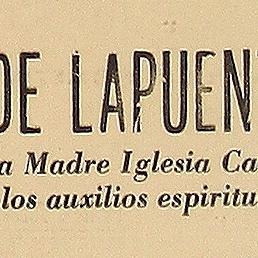 DE LAPUEN
a Madre Iglesia Ca
los auxilios espiritu